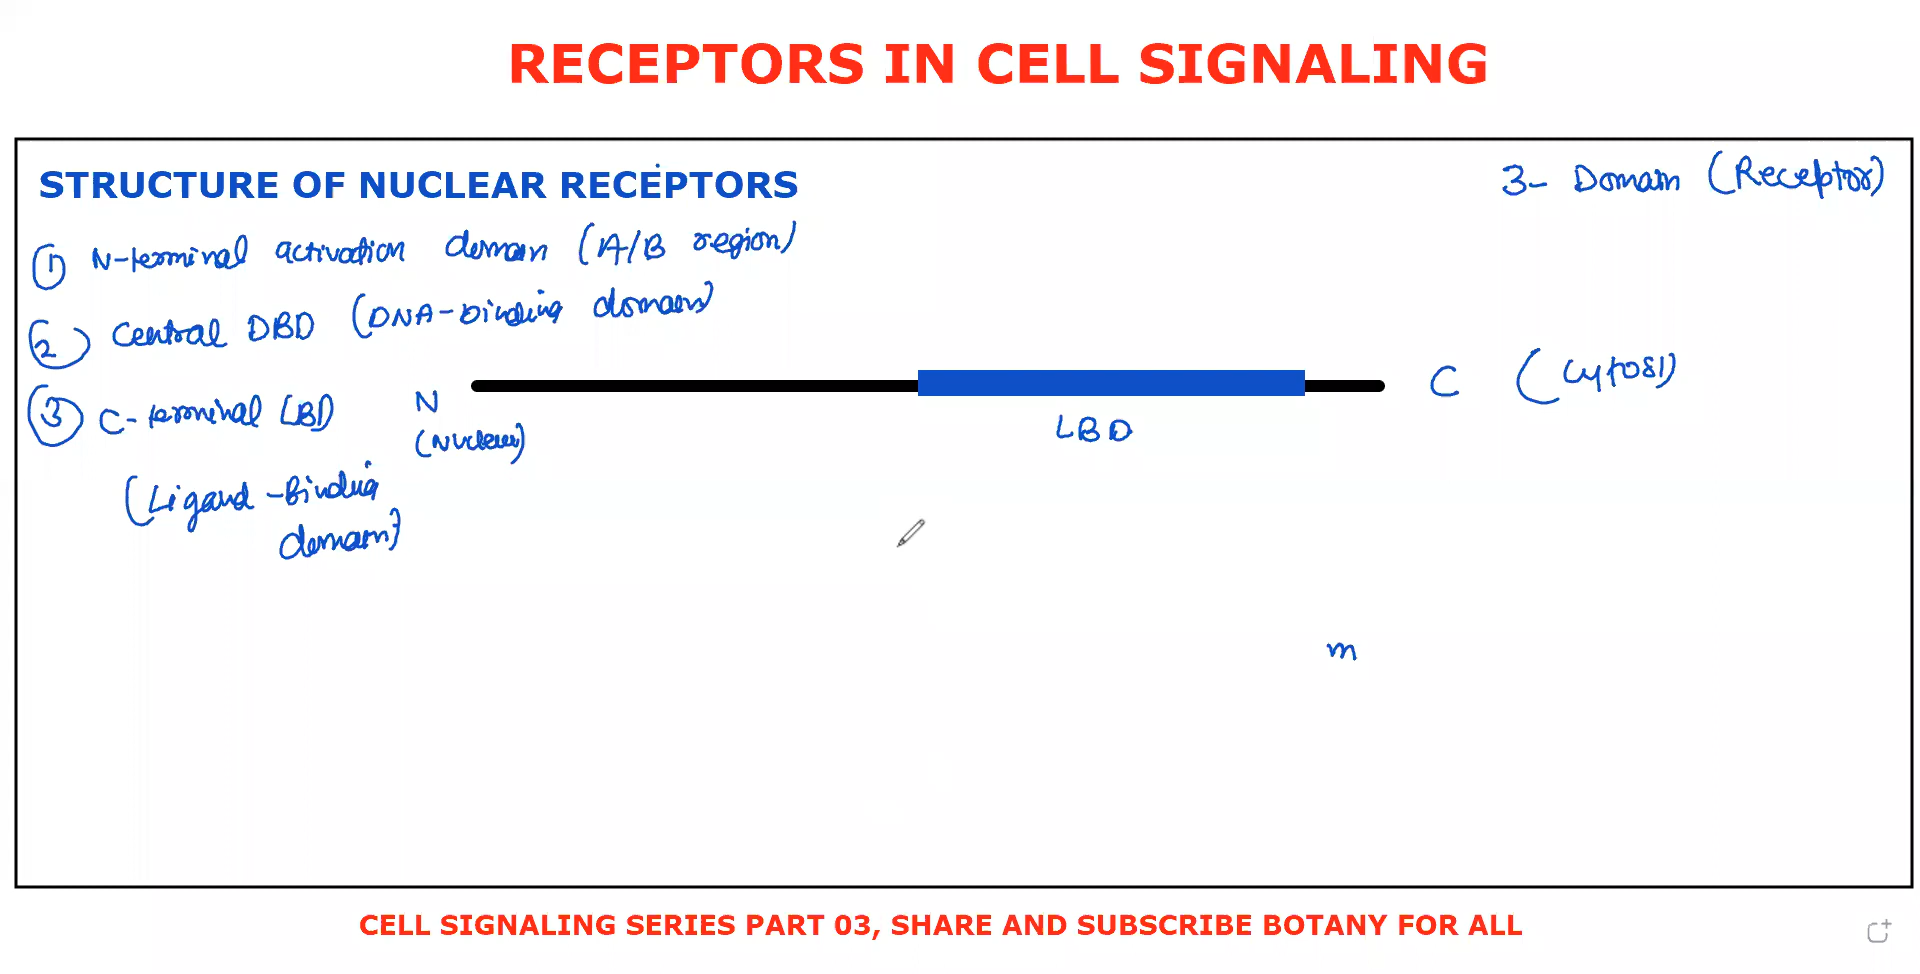 RECEPTORS IN CELL SIGNALING
STRUCTURE OF NUCLEAR RECEPTORS
3- Domain (Receptor)
① N-terminal activation domain (A/B region)
② Central DBD (DNA-binding domain)
③ C-terminal LBD
(Ligand-Binding
domain)
N
(Nucleus)
LBD
C (Cytosl)
m
CELL SIGNALING SERIES PART 03, SHARE AND SUBSCRIBE BOTANY FOR ALL